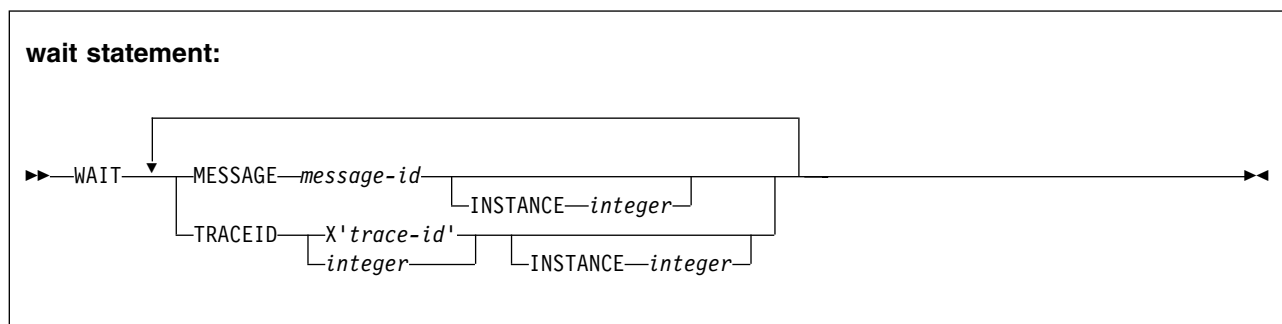 wait statement:
WAIT MESSAGE message-id
INSTANCE integer
TRACEID X'trace-id'
integer INSTANCE integer